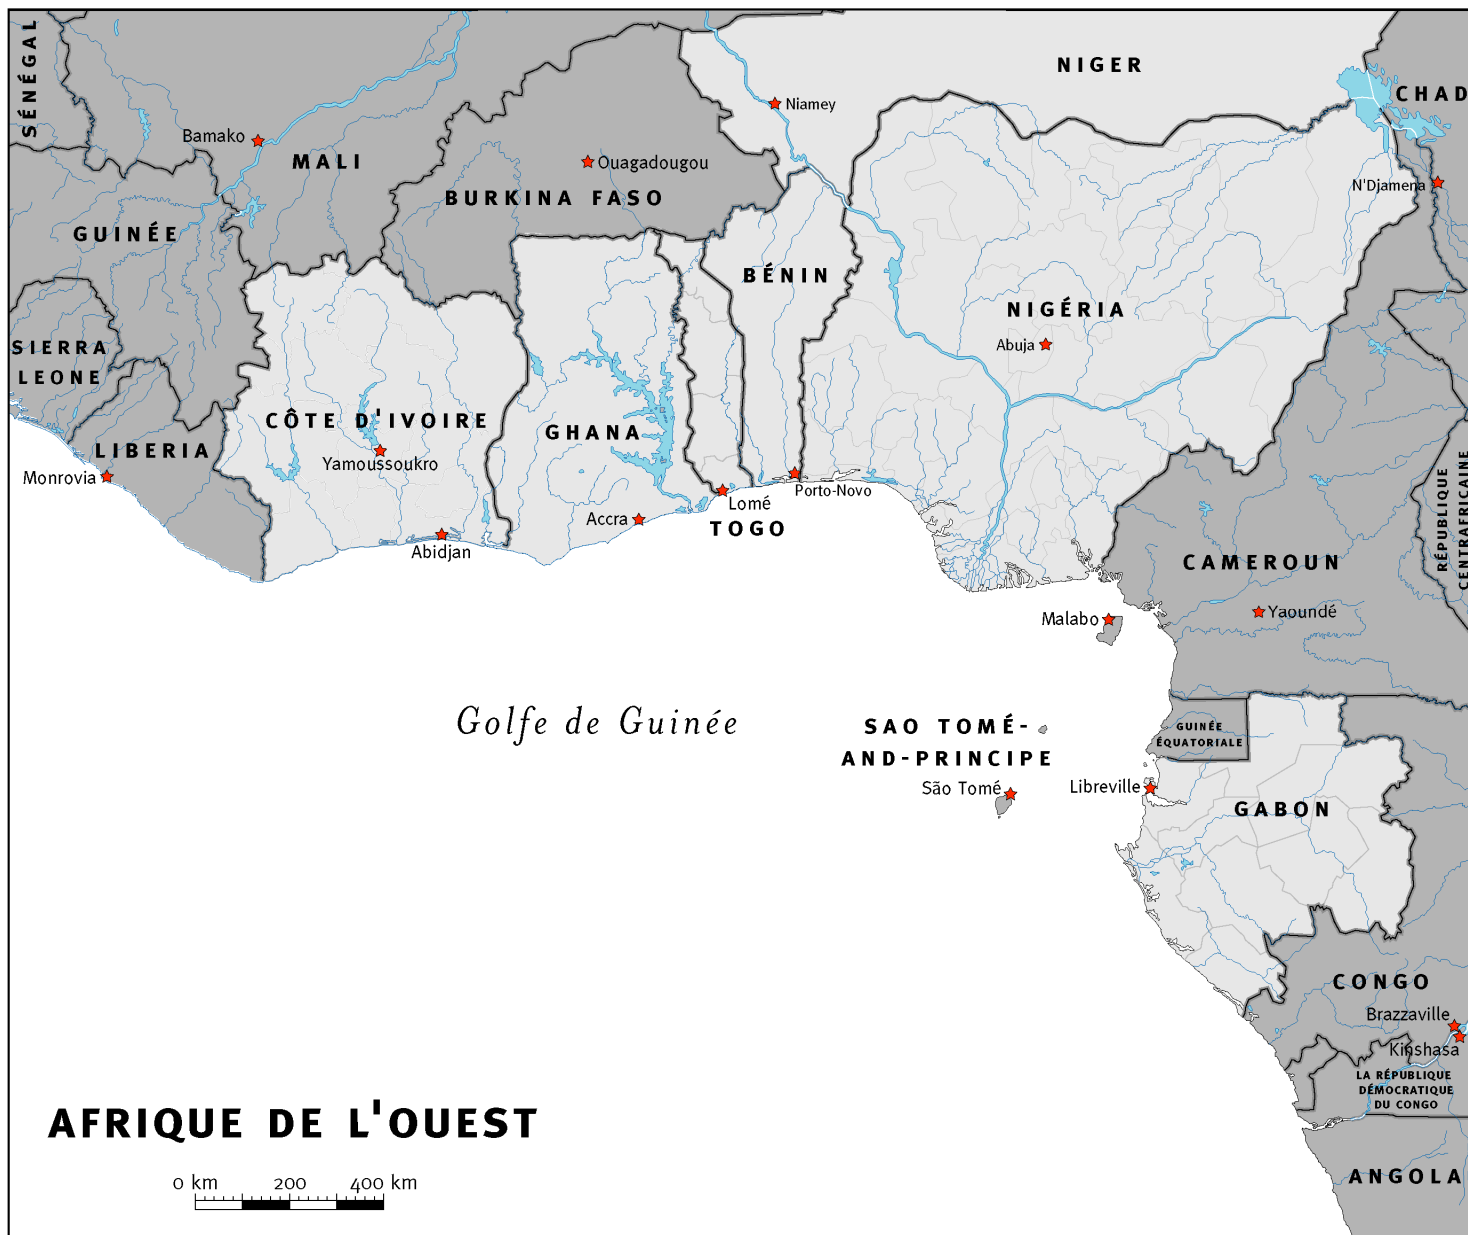 SÉNÉGAL
NIGER
CHAD
Niamey
Bamako
MALI
Ouagadougou
BURKINA FASO
N'Djamena
GUINÉE
BÉNIN
NIGÉRIA
Abuja
SIERRA
LEONE
CÔTE D'IVOIRE
GHANA
LIBERIA
Yamoussoukro
Monrovia
Porto-Novo
Lomé
Accra
TOGO
Abidjan
RÉPUBLIQUE
CENTRAFRICAINE
CAMEROUN
Yaoundé
Malabo
Golfe de Guinée
SAO TOMÉ-
AND-PRINCIPE
São Tomé
GUINÉE
ÉQUATORIALE
Libreville
GABON
CONGO
Brazzaville
Kinshasa
LA RÉPUBLIQUE
DÉMOCRATIQUE
DU CONGO
ANGOLA
AFRIQUE DE L'OUEST
0 km 200 400 km